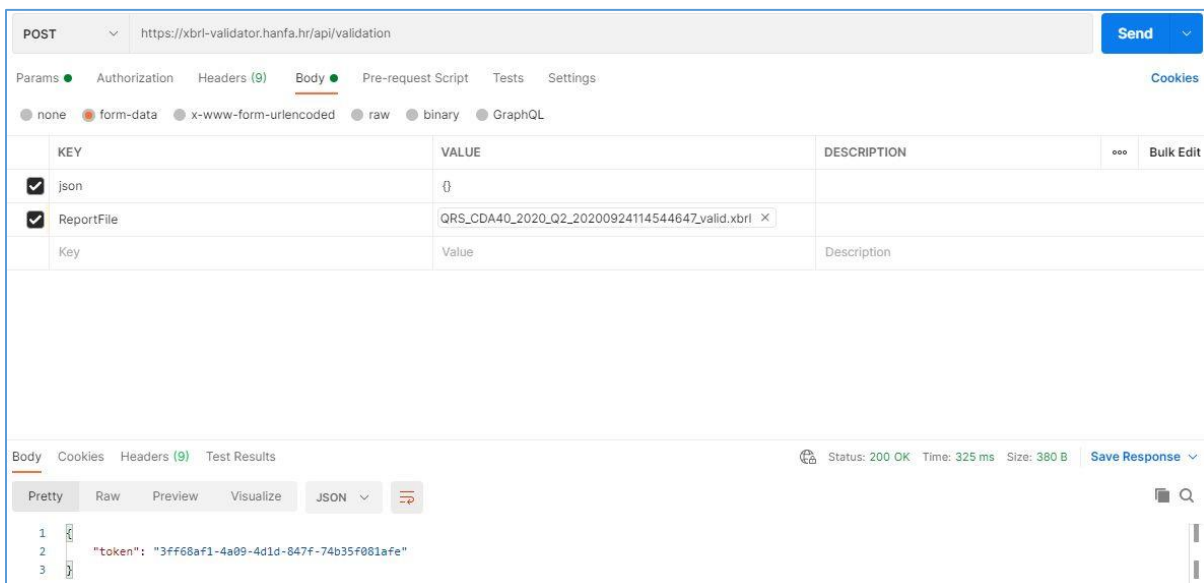 POST https://xbrl-validator.hanfa.hr/api/validation Send
Params Authorization Headers (9) Body Pre-request Script Tests Settings Cookies
none form-data x-www-form-urlencoded raw binary GraphQL
KEY VALUE DESCRIPTION ooo Bulk Edit
json {}
ReportFile QRS_CDA40_2020_Q2_20200924114544647_valid.xbrl ×
Key Value Description
Body Cookies Headers (9) Test Results Status: 200 OK Time: 325 ms Size: 380 B Save Response
Pretty Raw Preview Visualize JSON
1 {
2 "token": "3ff68af1-4a09-4d1d-847f-74b35f081afe"
3 }